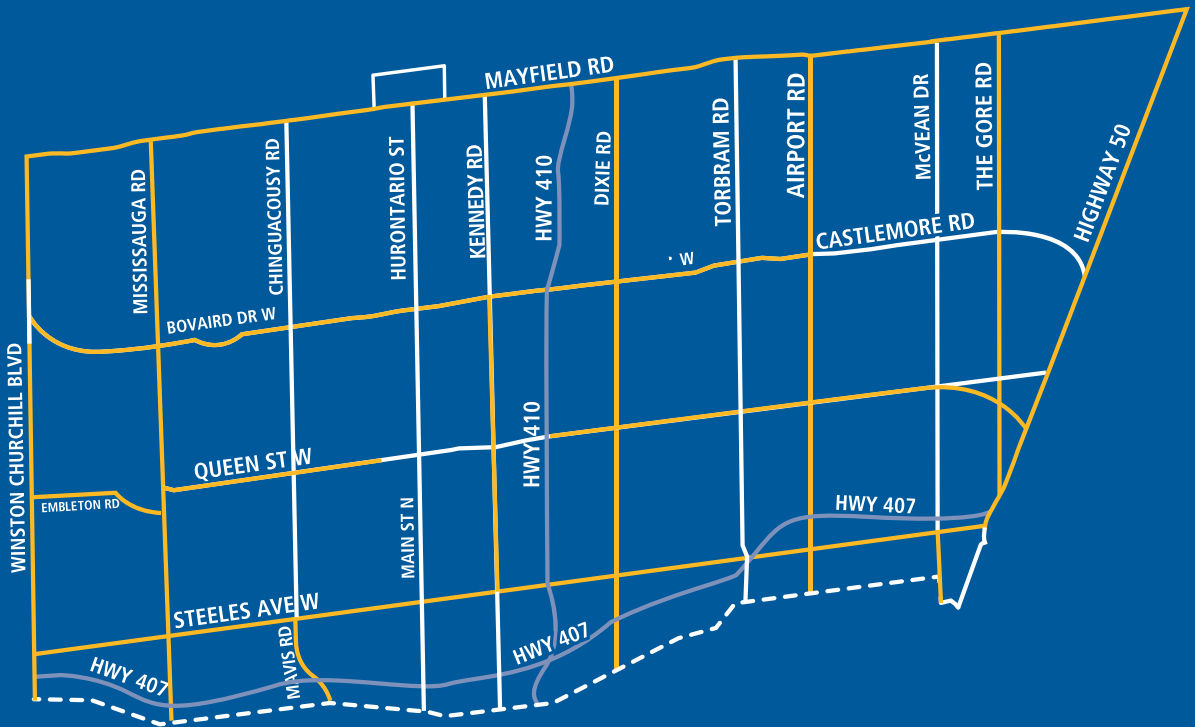 MAYFIELD RD
MISSISSAUGA RD
CHINGUACOUSY RD
HURONTARIO ST
KENNEDY RD
HWY 410
DIXIE RD
TORBRAM RD
AIRPORT RD
McVEAN DR
THE GORE RD
HIGHWAY 50
CASTLEMORE RD
· W
BOVAIRD DR W
WINSTON CHURCHILL BLVD
QUEEN ST W
HWY 410
EMBLETON RD
MAIN ST N
HWY 407
STEELES AVE W
MAVIS RD
HWY 407
HWY 407